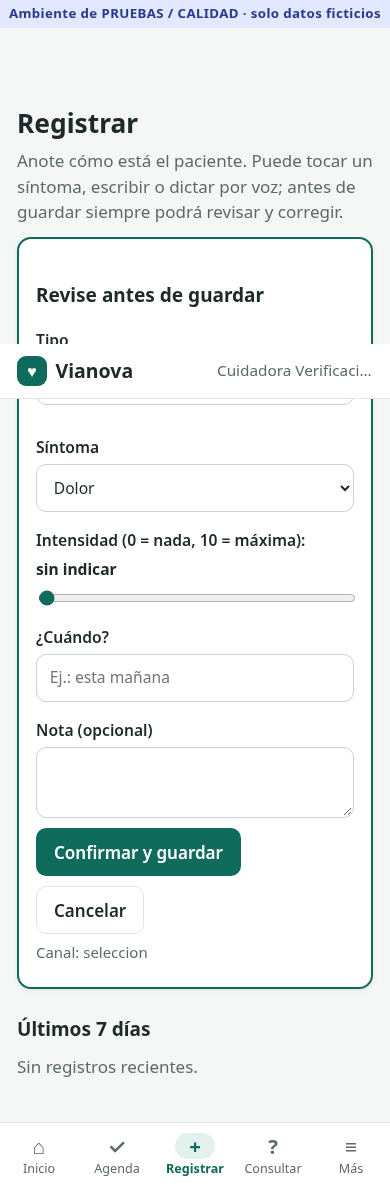 Ambiente de PRUEBAS / CALIDAD · solo datos ficticios
Registrar
Anote cómo está el paciente. Puede tocar un
síntoma, escribir o dictar por voz; antes de
guardar siempre podrá revisar y corregir.
Revise antes de guardar
Tipo
Vianova
Cuidadora Verificaci...
Síntoma
Dolor
Intensidad (0 = nada, 10 = máxima):
sin indicar
¿Cuándo?
Ej.: esta mañana
Nota (opcional)
Confirmar y guardar
Cancelar
Canal: seleccion
Últimos 7 días
Sin registros recientes.
Inicio
Agenda
Registrar
Consultar
Más